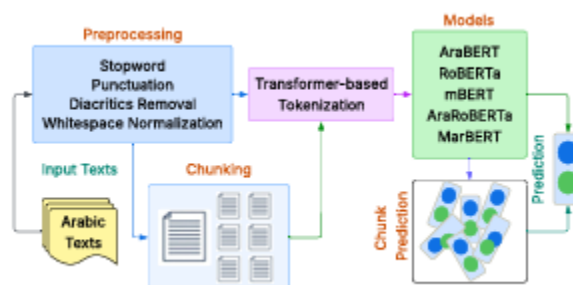 Preprocessing
Stopword
Punctuation
Diacritics Removal
Whitespace Normalization
Transformer-based
Tokenization
Models
AraBERT
RoBERTa
mBERT
AraRoBERTa
MarBERT
Input Texts
Arabic
Texts
Chunking
Chunk
Prediction
Prediction